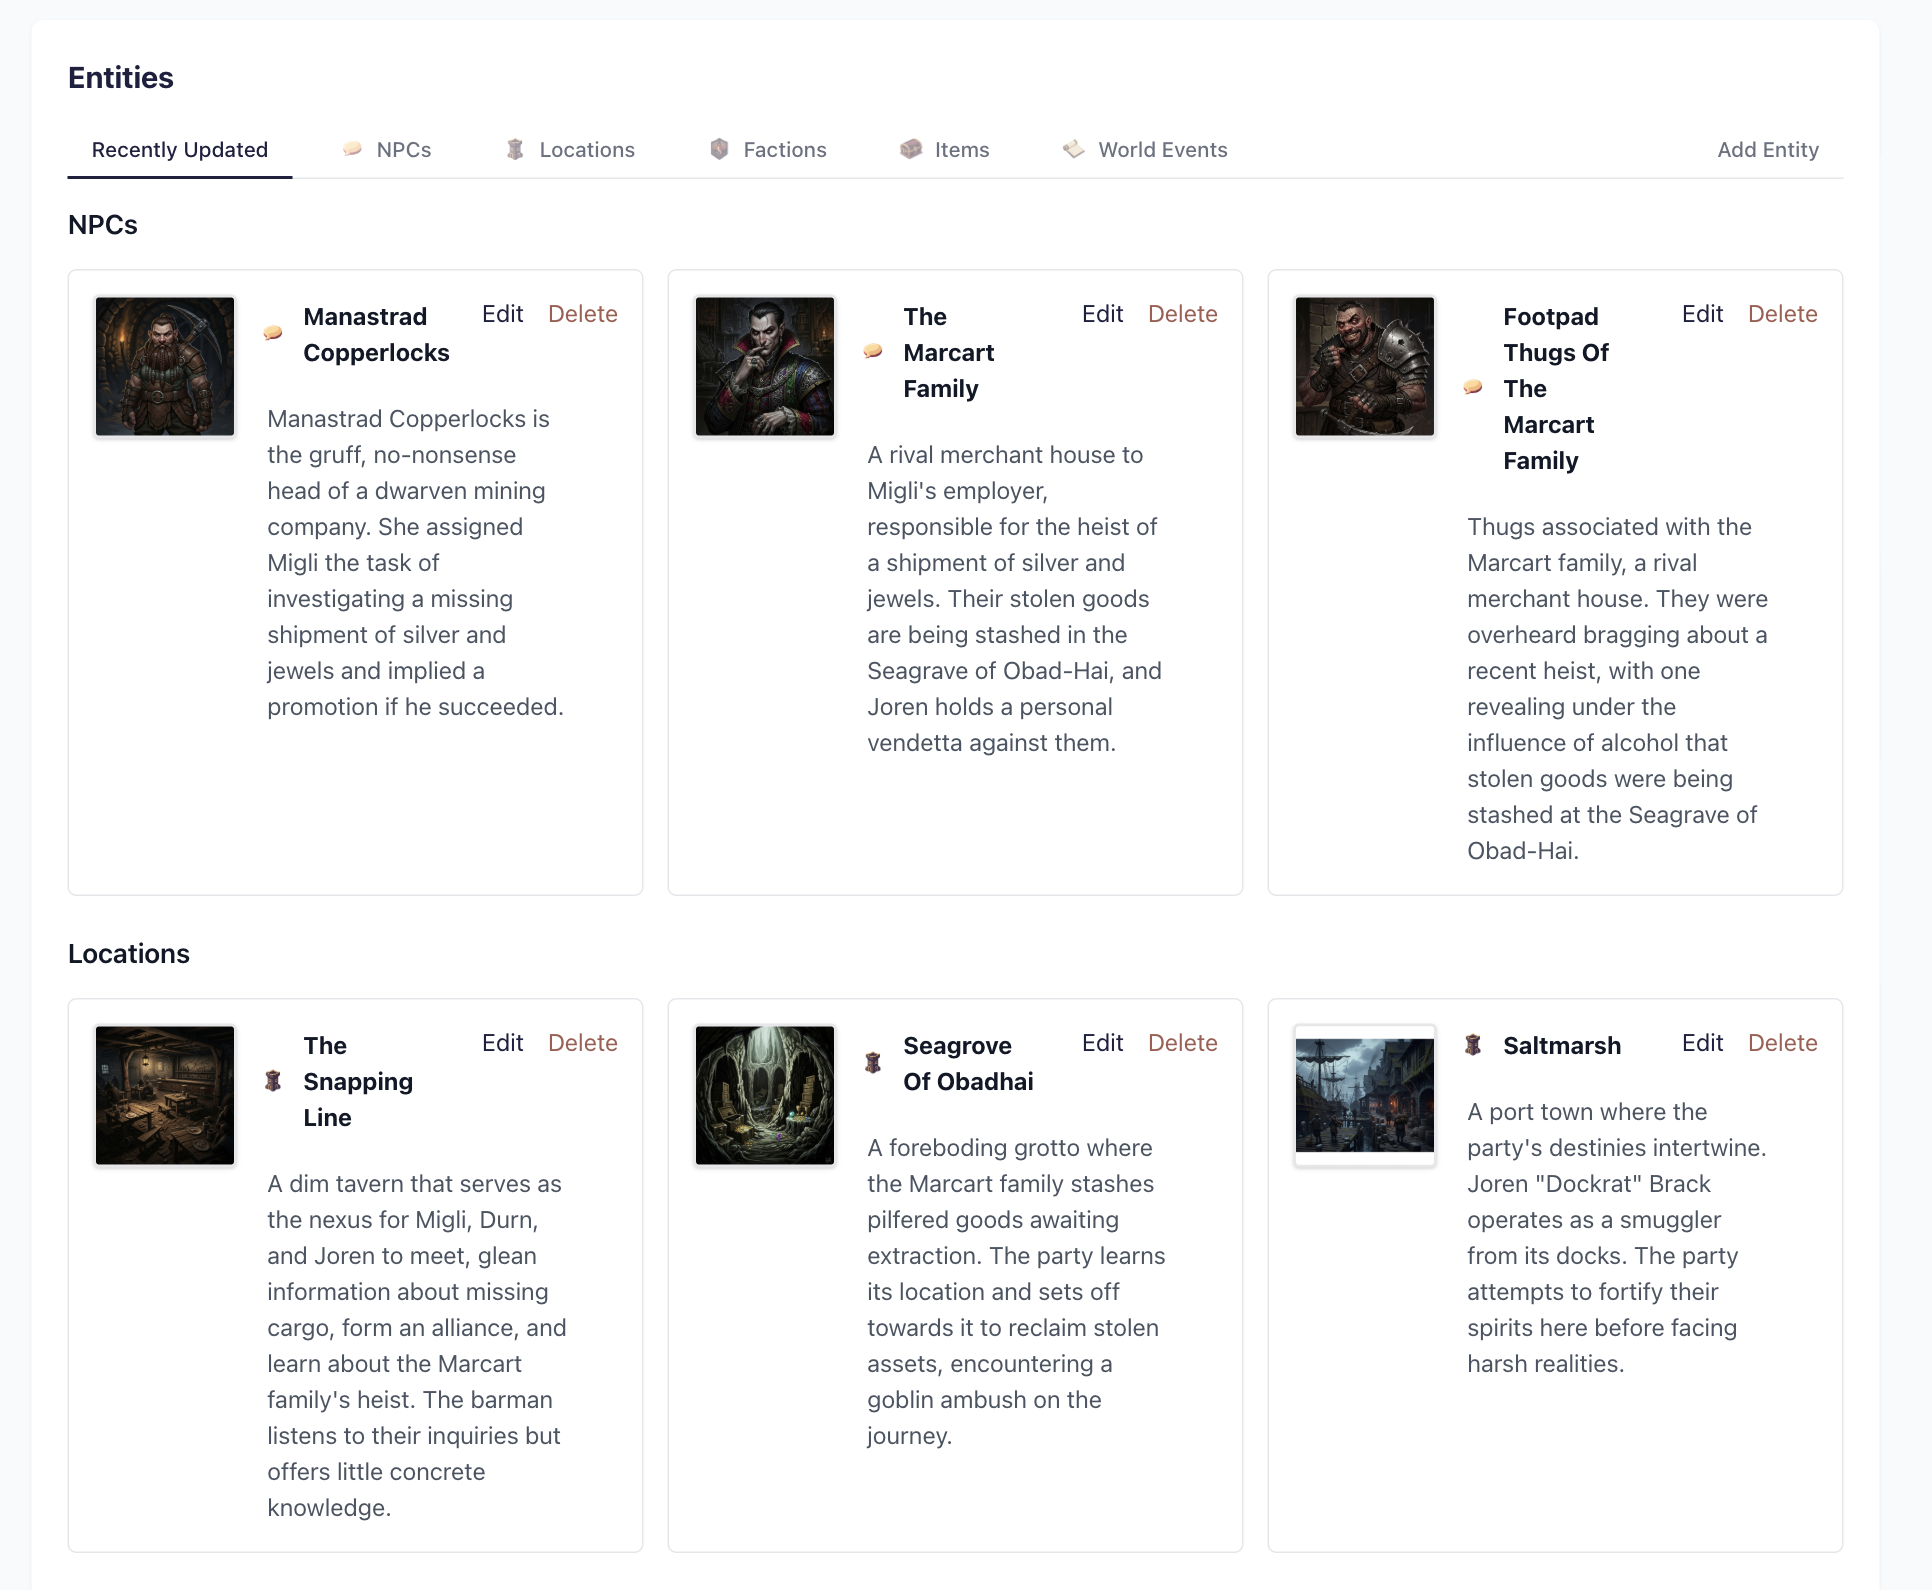 Entities
Recently Updated
NPCs
Locations
Factions
Items
World Events
Add Entity
NPCs
Manastrad
Copperlocks
Edit
Delete
Manastrad Copperlocks is
the gruff, no-nonsense
head of a dwarven mining
company. She assigned
Migli the task of
investigating a missing
shipment of silver and
jewels and implied a
promotion if he succeeded.
The
Marcart
Family
Edit
Delete
A rival merchant house to
Migli's employer,
responsible for the heist of
a shipment of silver and
jewels. Their stolen goods
are being stashed in the
Seagrave of Obad-Hai, and
Joren holds a personal
vendetta against them.
Footpad
Thugs Of
The
Marcart
Family
Edit
Delete
Thugs associated with the
Marcart family, a rival
merchant house. They were
overheard bragging about a
recent heist, with one
revealing under the
influence of alcohol that
stolen goods were being
stashed at the Seagrave of
Obad-Hai.
Locations
The
Snapping
Line
Edit
Delete
A dim tavern that serves as
the nexus for Migli, Durn,
and Joren to meet, glean
information about missing
cargo, form an alliance, and
learn about the Marcart
family's heist. The barman
listens to their inquiries but
offers little concrete
knowledge.
Seagrove
Of Obadhai
Edit
Delete
A foreboding grotto where
the Marcart family stashes
pilfered goods awaiting
extraction. The party learns
its location and sets off
towards it to reclaim stolen
assets, encountering a
goblin ambush on the
journey.
Saltmarsh
Edit
Delete
A port town where the
party's destinies intertwine.
Joren "Dockrat" Brack
operates as a smuggler
from its docks. The party
attempts to fortify their
spirits here before facing
harsh realities.